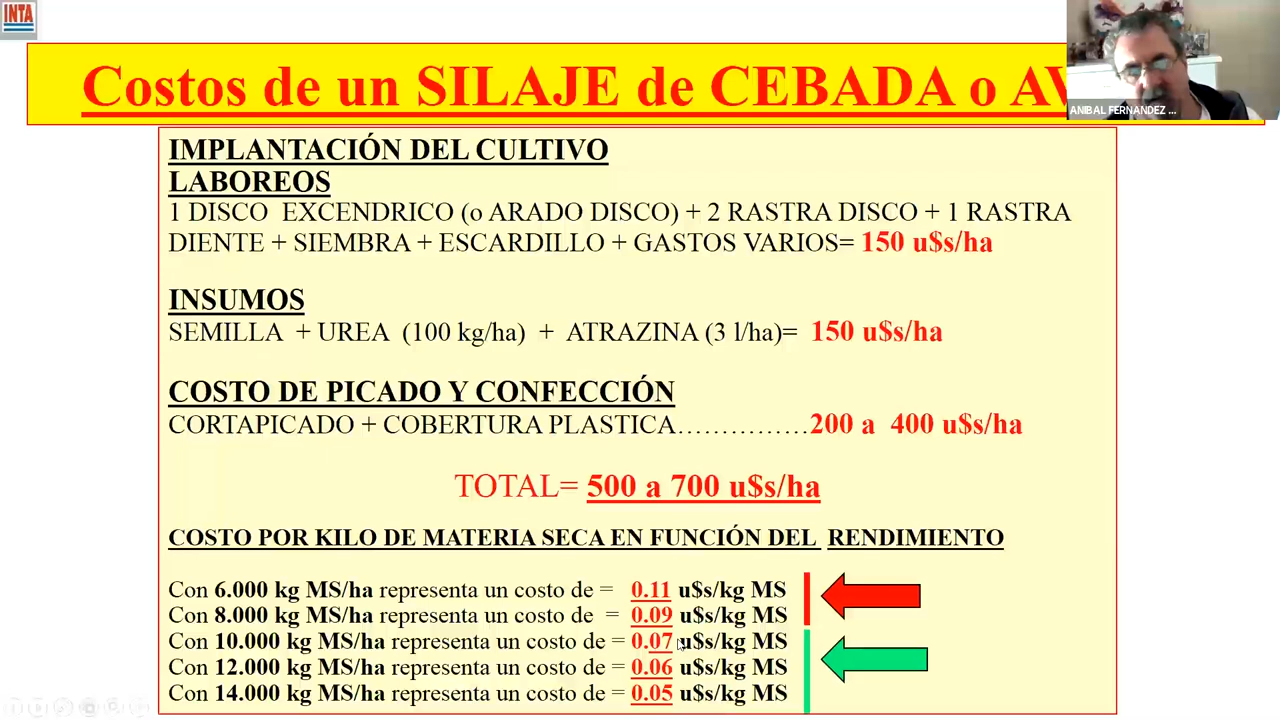 INTA
Costos de un SILAJE de CEBADA o AV
ANIBAL FERNANDEZ ...
IMPLANTACIÓN DEL CULTIVO
LABOREOS
1 DISCO EXCENDRICO (o ARADO DISCO) + 2 RASTRA DISCO + 1 RASTRA
DIENTE + SIEMBRA + ESCARDILLO + GASTOS VARIOS= 150 u$s/ha
INSUMOS
SEMILLA + UREA (100 kg/ha) + ATRAZINA (3 l/ha)= 150 u$s/ha
COSTO DE PICADO Y CONFECCIÓN
CORTAPICADO + COBERTURA PLASTICA……………200 a 400 u$s/ha
TOTAL= 500 a 700 u$s/ha
COSTO POR KILO DE MATERIA SECA EN FUNCIÓN DEL RENDIMIENTO
Con 6.000 kg MS/ha representa un costo de = 0.11 u$s/kg MS
Con 8.000 kg MS/ha representa un costo de = 0.09 u$s/kg MS
Con 10.000 kg MS/ha representa un costo de = 0.07 u$s/kg MS
Con 12.000 kg MS/ha representa un costo de = 0.06 u$s/kg MS
Con 14.000 kg MS/ha representa un costo de = 0.05 u$s/kg MS